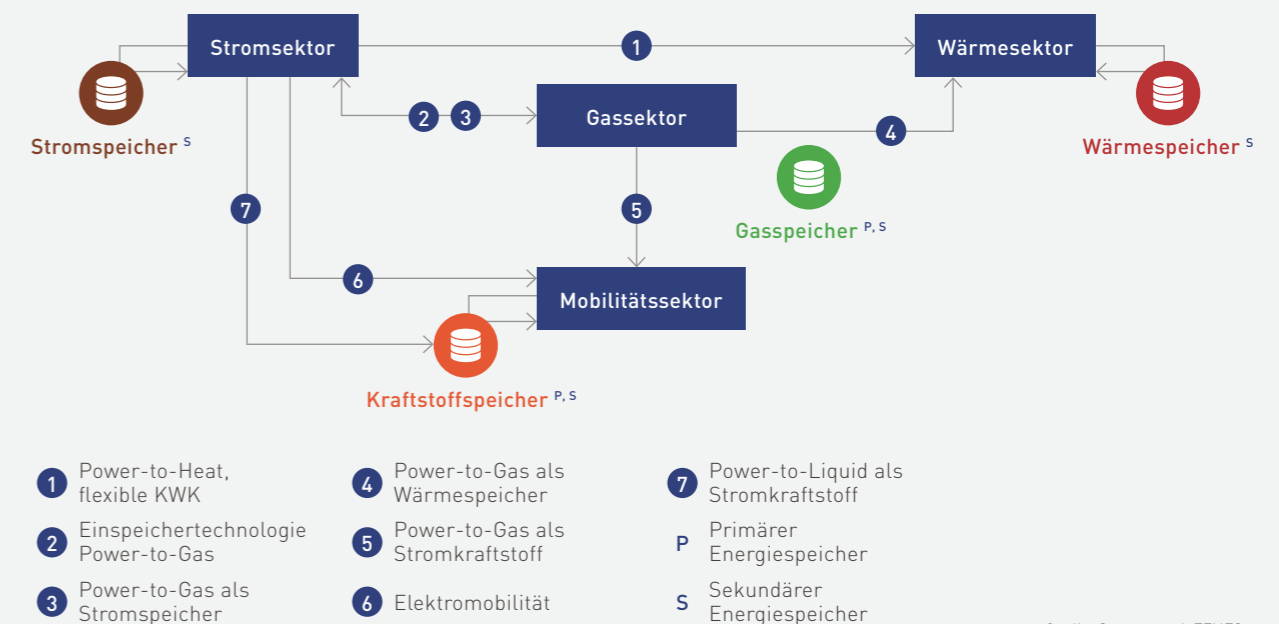 Stromsektor
1
Wärmesektor
2 3
Gassektor
4
Stromspeicher S
Wärmespeicher S
7
5
Gasspeicher P, S
6
Mobilitätssektor
Kraftstoffspeicher P, S
1 Power-to-Heat,
flexible KWK
2 Einspeichertechnologie
Power-to-Gas
3 Power-to-Gas als
Stromspeicher
4 Power-to-Gas als
Wärmespeicher
5 Power-to-Gas als
Stromkraftstoff
6 Elektromobilität
7 Power-to-Liquid als
Stromkraftstoff
P Primärer
Energiespeicher
S Sekundärer
Energiespeicher